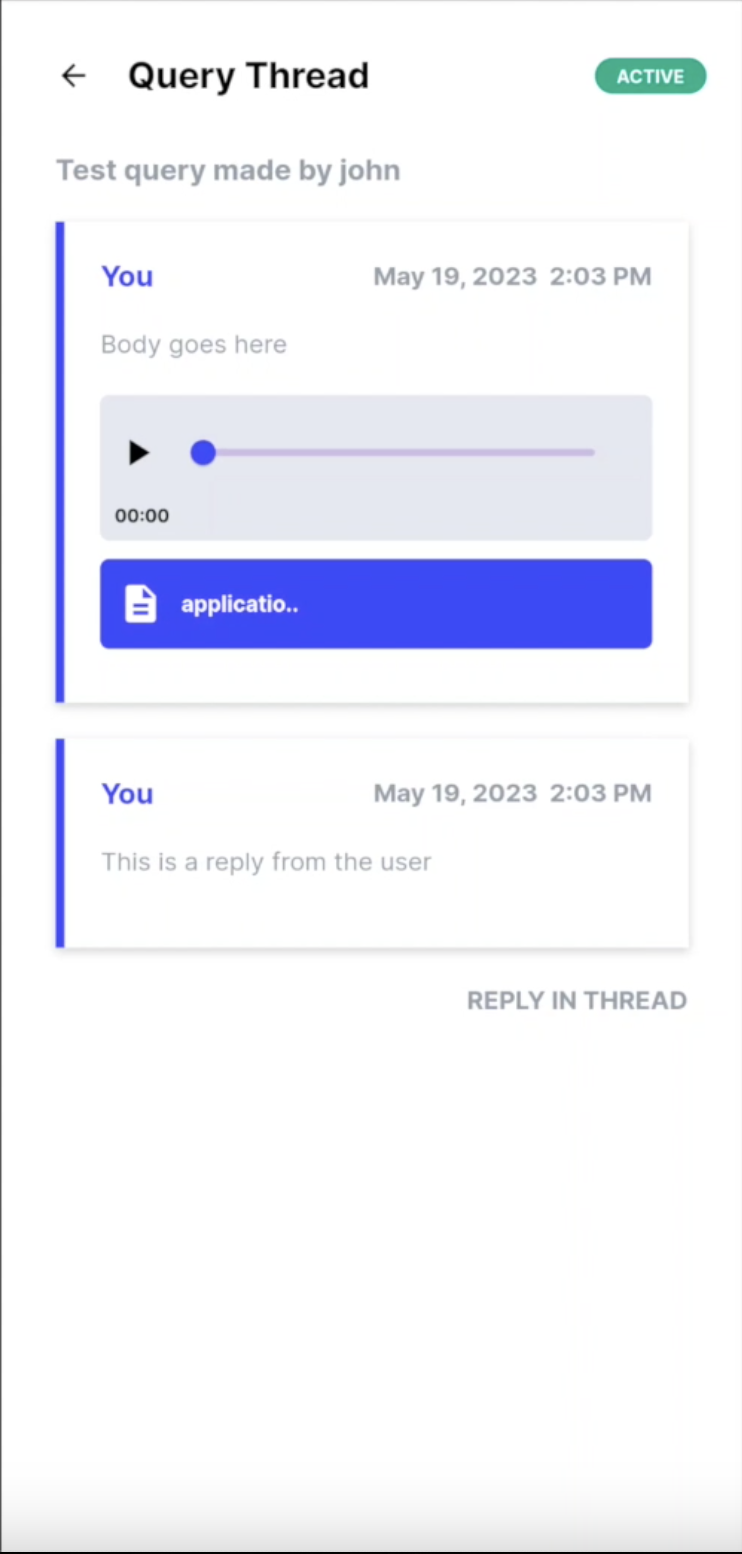 Query Thread ACTIVE
Test query made by john
You May 19, 2023 2:03 PM
Body goes here
00:00
applicatio..
You May 19, 2023 2:03 PM
This is a reply from the user
REPLY IN THREAD